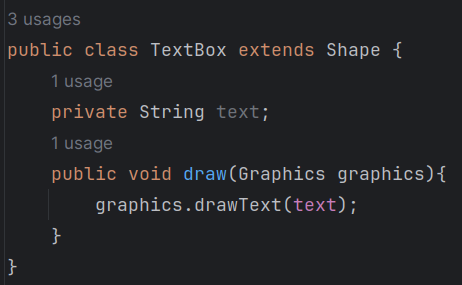 3 usages
public class TextBox extends Shape {
1 usage
private String text;
1 usage
public void draw(Graphics graphics){
graphics.drawText(text);
}
}